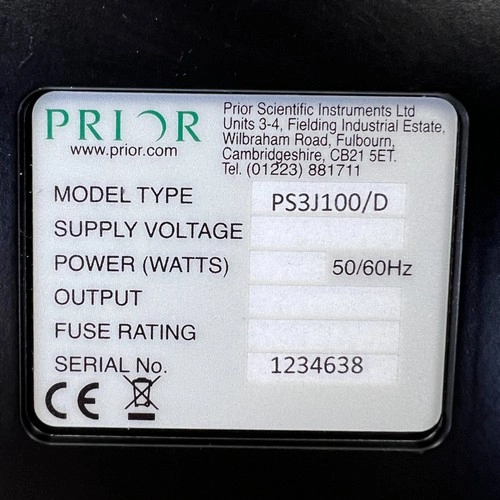 PRIOR
www.prior.com
Prior Scientific Instruments Ltd
Units 3-4, Fielding Industrial Estate,
Wilbraham Road, Fulbourn,
Cambridgeshire, CB21 5ET.
Tel. (01223) 881711
MODEL TYPE PS3J100/D
SUPPLY VOLTAGE
POWER (WATTS) 50/60Hz
OUTPUT
FUSE RATING
SERIAL No. 1234638
CE